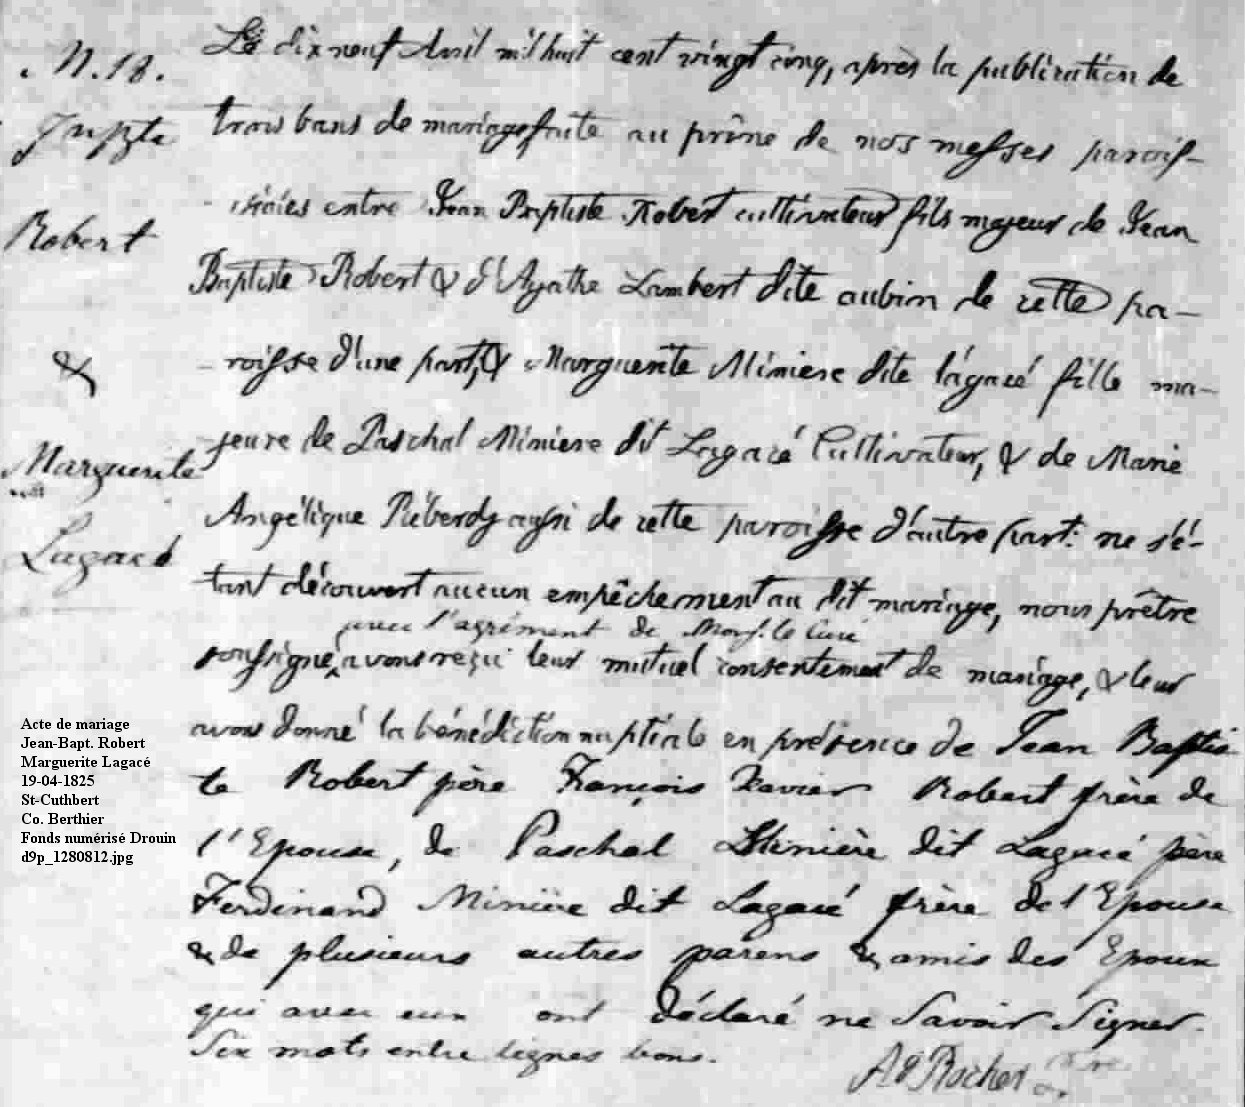 N. 18.
Jnpte
Robert
&
Marguerite
Lagacé
Le dix neuf Avril mil huit cent vingt cinq, après la publication de
trois bans de mariage faite au prône de nos messes parois-
-siales entre Jean Baptiste Robert cultivateur fils majeur de Jean
Baptiste Robert & d'Agathe Lambert dite aubin de cette pa-
-roisse d'une part, & Marguerite Miniere dite lágacé fille ma-
jeure de Paschal Miniere dit Lagacé Cultivateur, & de Marie
Angélique Piéberdy aussi de cette paroisse d'autre part: ne s'é-
tant découvert aucun empêchement au dit mariage, nous prêtre
avec l'agrément de Mons. le Curé
soussigné, avons reçu leur mutuel consentement de mariage, & leur
avons donné la bénédiction nuptiale en présence de Jean Baptis
te Robert père François Xavier Robert frère de
l'Epoux, de Paschal Minière dit Lagacé père
Ferdinand Minière dit Lagacé frère de l'Epouse
& de plusieurs autres parens & amis des Epoux
qui avec eux ont déclaré ne savoir signer.
Six mots entre lignes bons.
Acte de mariage
Jean-Bapt. Robert
Marguerite Lagacé
19-04-1825
St-Cuthbert
Co. Berthier
Fonds numérisé Drouin
d9p_1280812.jpg